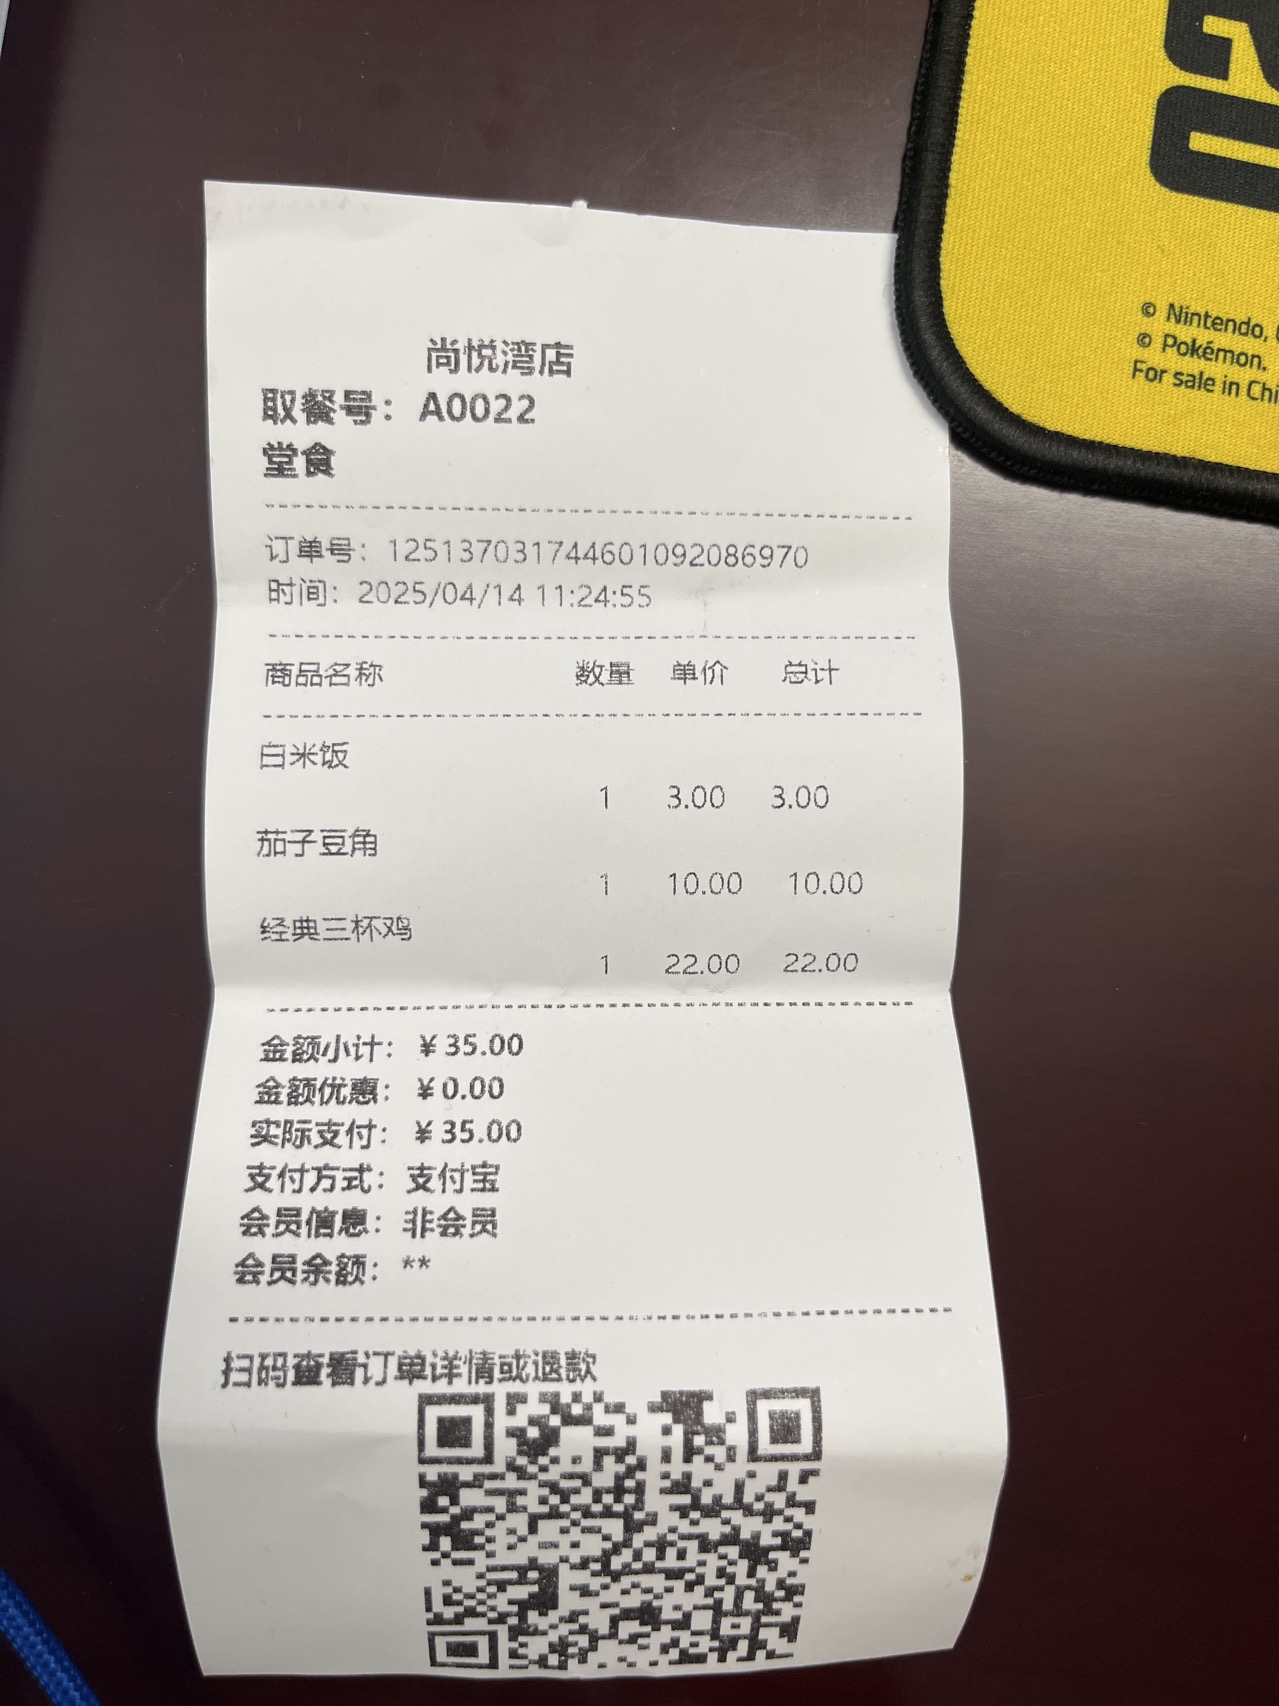 尚悦湾店
取餐号：A0022
堂食
订单号：125137031744601092086970
时间：2025/04/14 11:24:55
商品名称 数量 单价 总计
白米饭
1 3.00 3.00
茄子豆角
1 10.00 10.00
经典三杯鸡
1 22.00 22.00
金额小计：￥35.00
金额优惠：￥0.00
实际支付：￥35.00
支付方式：支付宝
会员信息：非会员
会员余额：**
扫码查看订单详情或退款
© Nintendo,
© Pokémon.
For sale in Chi